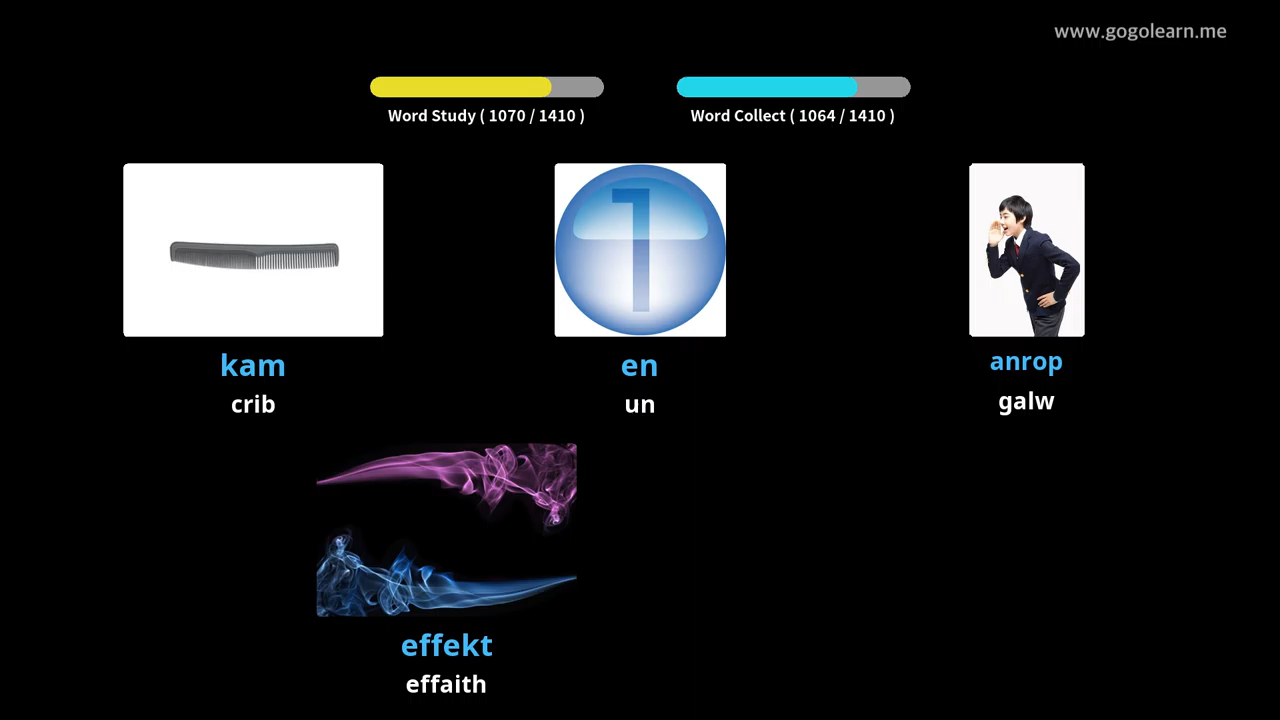 www.gogolearn.me
Word Study ( 1070 / 1410 )
Word Collect ( 1064 / 1410 )
1
kam
en
anrop
crib
un
galw
effekt
effaith